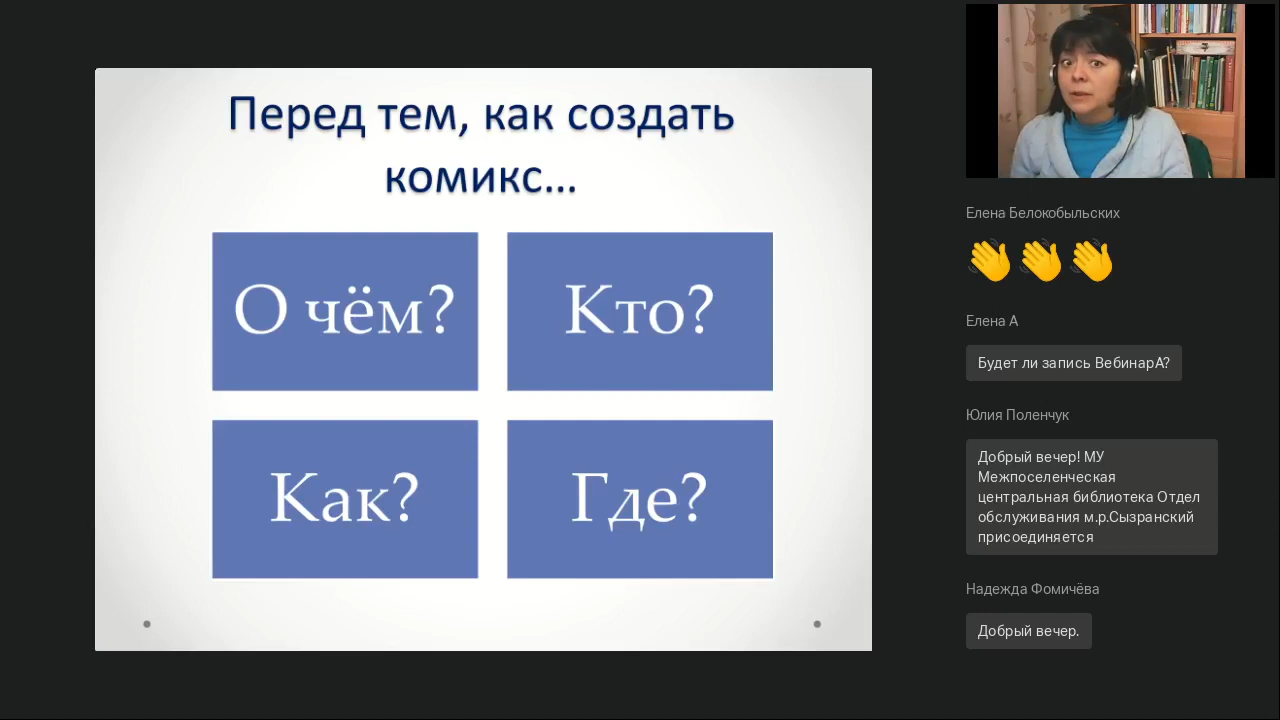 Перед тем, как создать
комикс...
О чём?
Кто?
Как?
Где?
Елена Белокобыльских
Елена А
Будет ли запись ВебинарА?
Юлия Поленчук
Добрый вечер! МУ
Межпоселенческая
центральная библиотека Отдел
обслуживания м.р.Сызранский
присоединяется
Надежда Фомичёва
Добрый вечер.